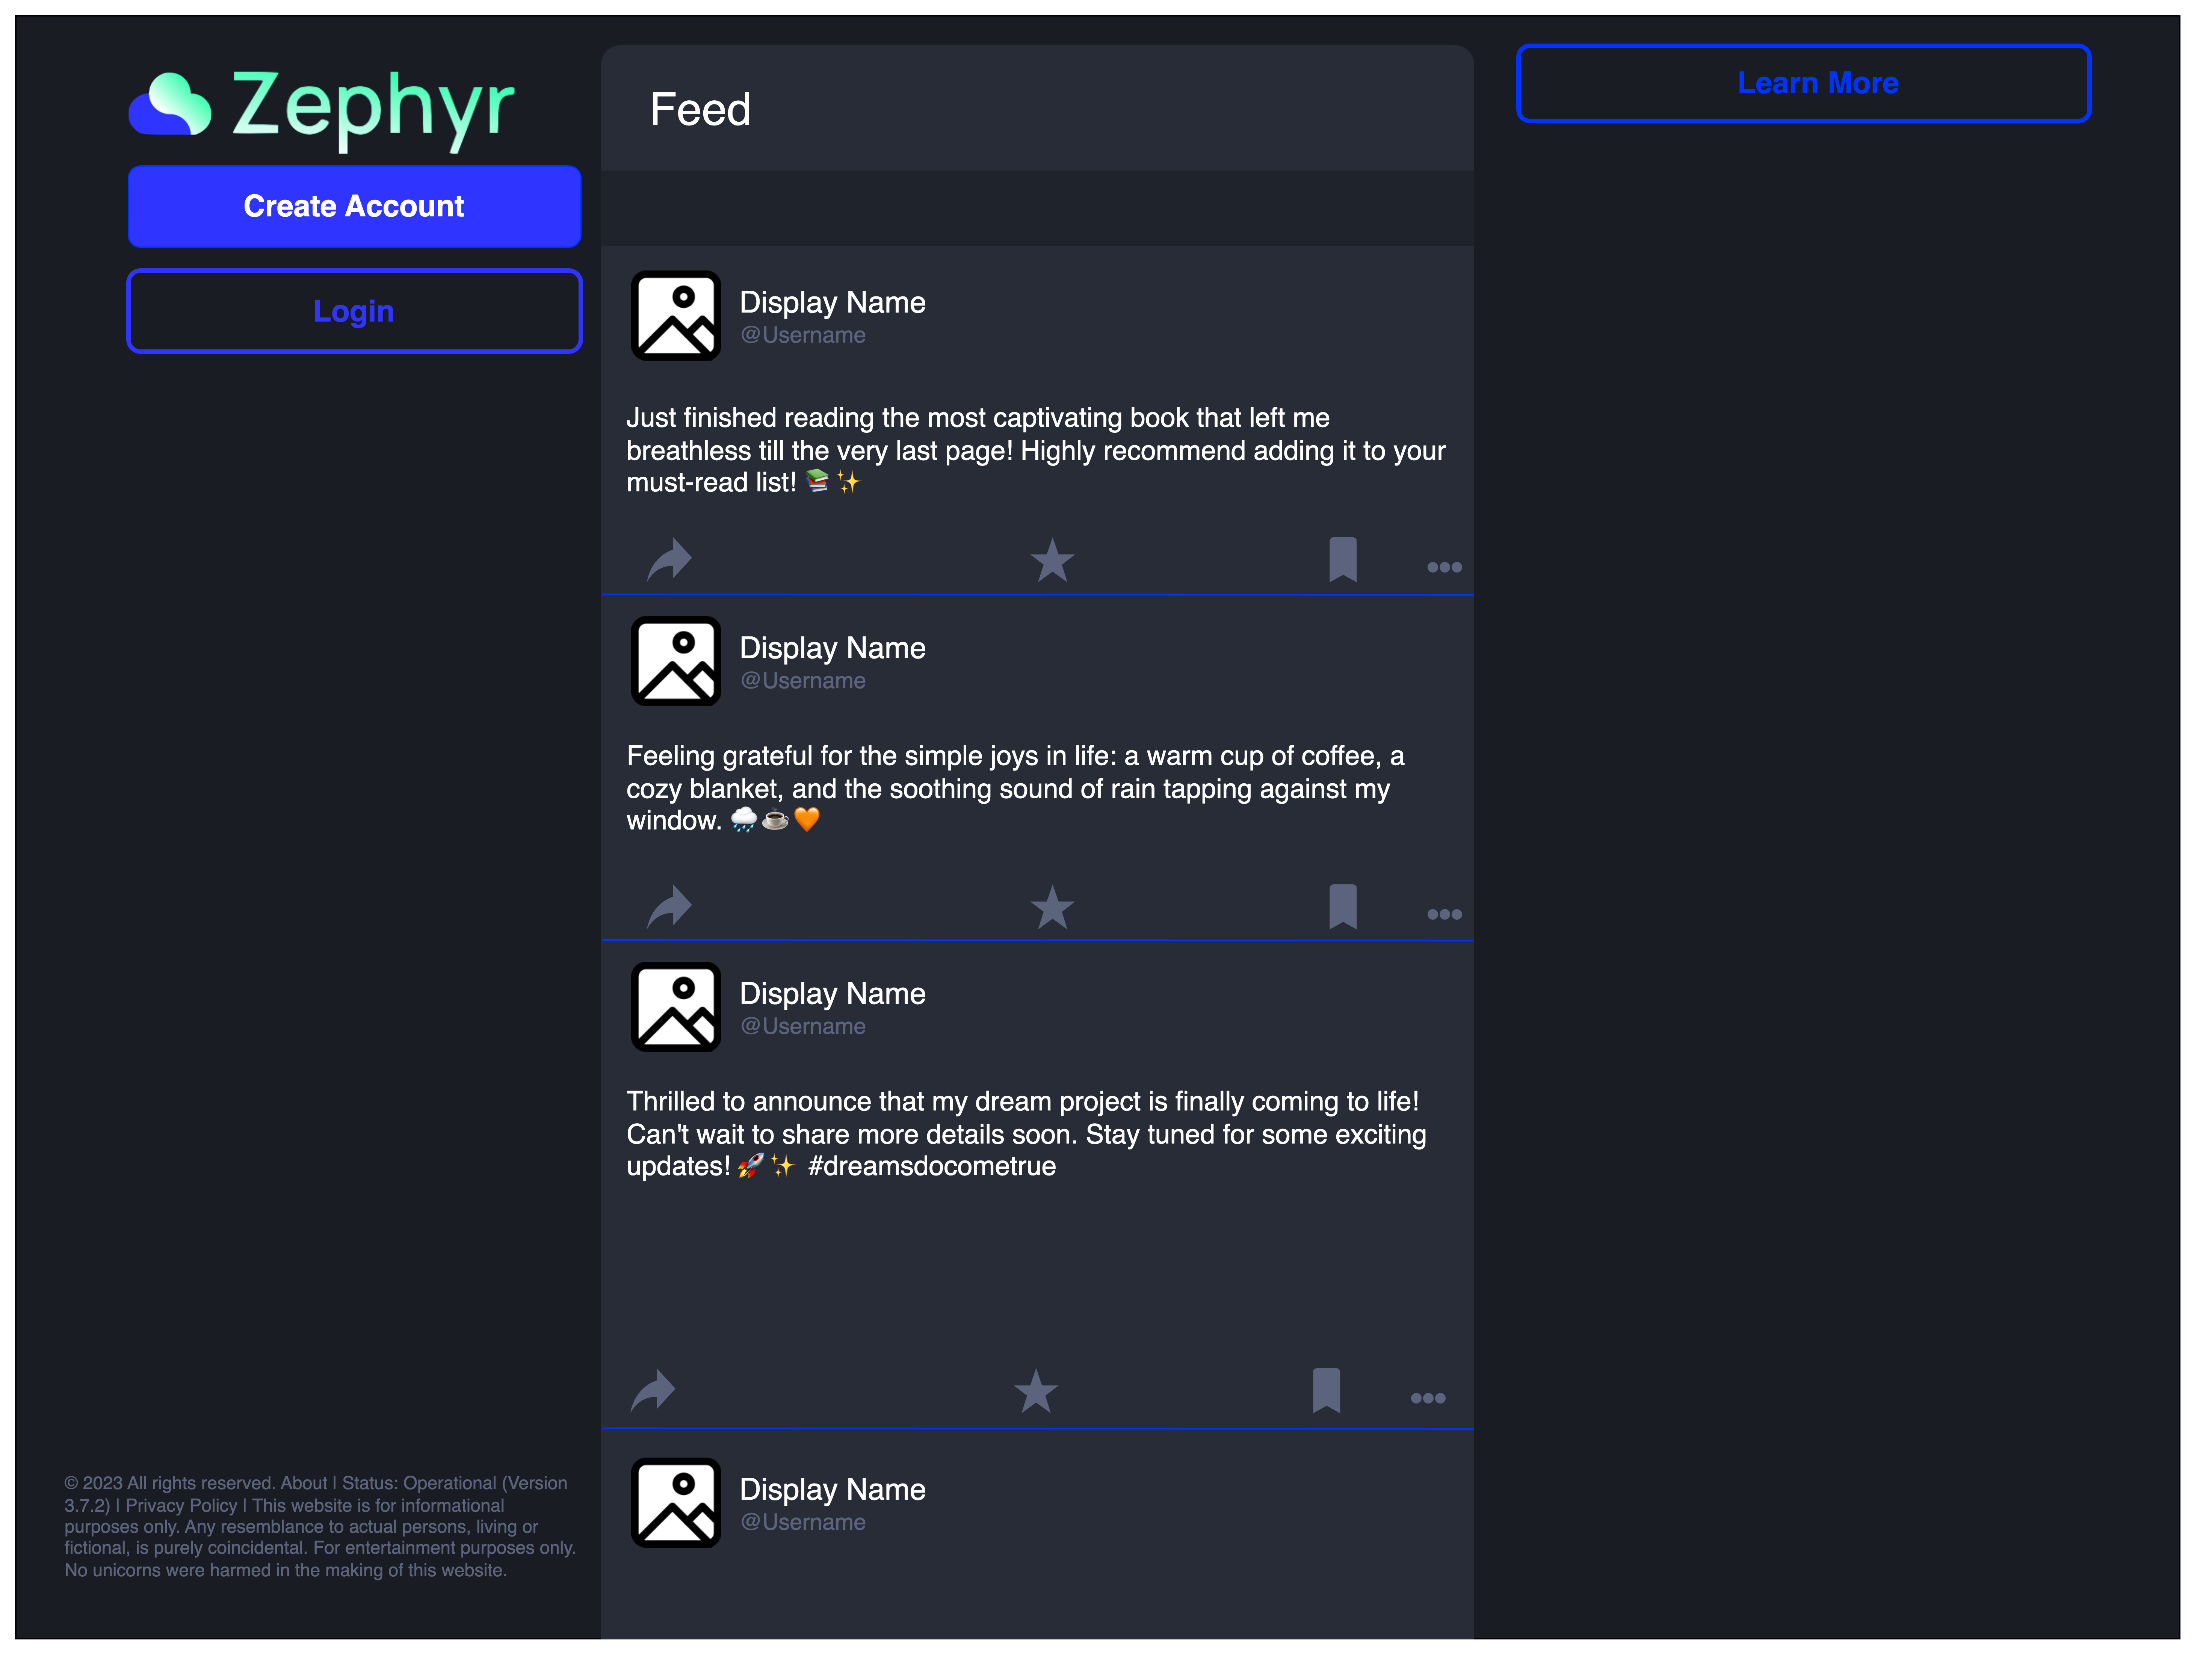 Zephyr
Create Account
Login
Feed
Learn More
Display Name
@Username
Just finished reading the most captivating book that left me
breathless till the very last page! Highly recommend adding it to your
must-read list! 📚✨
Display Name
@Username
Feeling grateful for the simple joys in life: a warm cup of coffee, a
cozy blanket, and the soothing sound of rain tapping against my
window. 🌧️☕🧡
Display Name
@Username
Thrilled to announce that my dream project is finally coming to life!
Can't wait to share more details soon. Stay tuned for some exciting
updates! 🚀✨ #dreamsdocometrue
Display Name
@Username
© 2023 All rights reserved. About | Status: Operational (Version
3.7.2) | Privacy Policy | This website is for informational
purposes only. Any resemblance to actual persons, living or
fictional, is purely coincidental. For entertainment purposes only.
No unicorns were harmed in the making of this website.